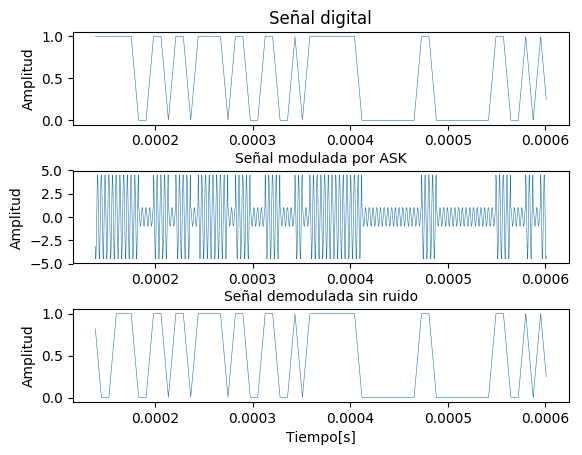 Señal digital
1.0
0.5
0.0
Amplitud
0.0002 0.0003 0.0004 0.0005 0.0006
Señal modulada por ASK
5.0
2.5
0.0
−2.5
−5.0
Amplitud
0.0002 0.0003 0.0004 0.0005 0.0006
Señal demodulada sin ruido
1.0
0.5
0.0
Amplitud
0.0002 0.0003 0.0004 0.0005 0.0006
Tiempo[s]